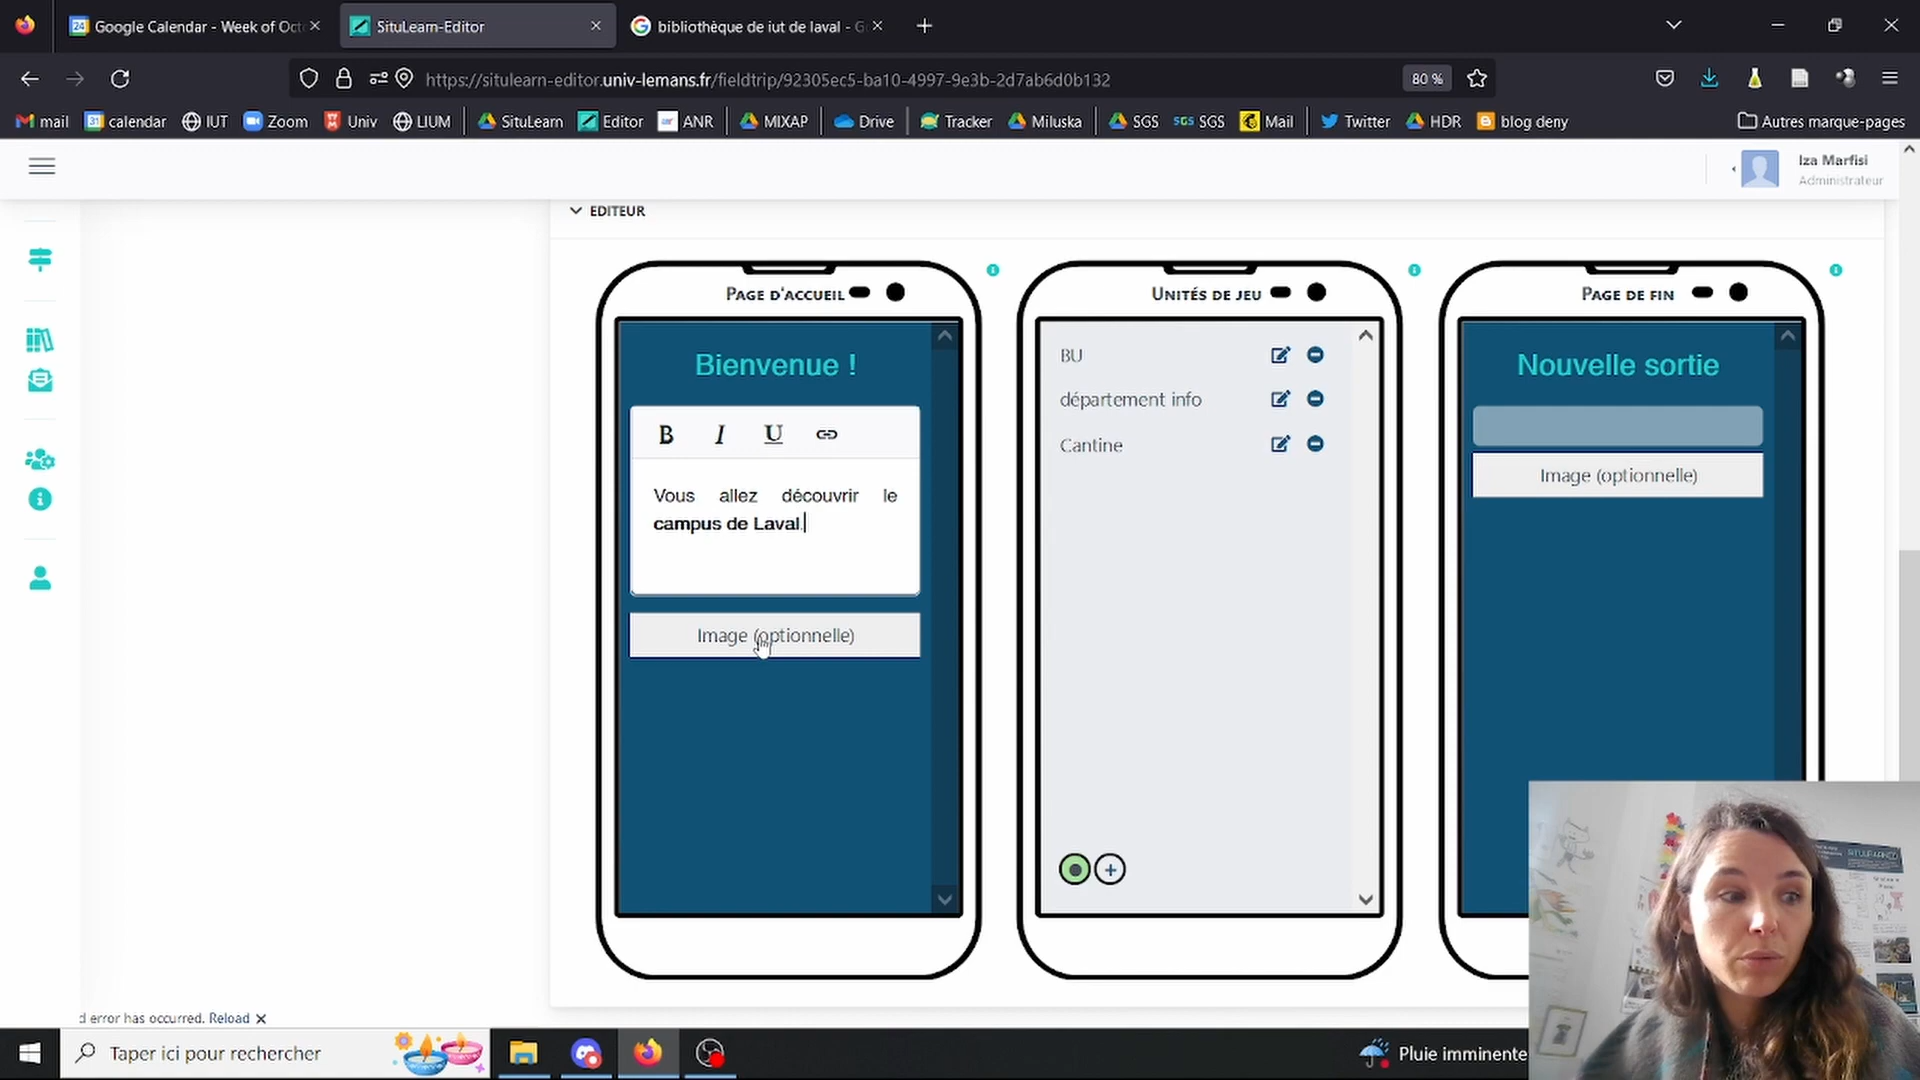 Google Calendar - Week of Oct
SituLearn-Editor
bibliothèque de iut de laval - G
https://situlearn-editor.univ-lemans.fr/fieldtrip/92305ec5-ba10-4997-9e3b-2d7ab6d0b132
80 %
mail
calendar
IUT
Zoom
Univ
LIUM
SituLearn
Editor
ANR
MIXAP
Drive
Tracker
Miluska
SGS
SGS SGS
Mail
Twitter
HDR
blog deny
Autres marque-pages
Iza Marfisi
Administrateur
EDITEUR
PAGE D'ACCUEIL
UNITÉS DE JEU
PAGE DE FIN
Bienvenue !
B I U
Vous allez découvrir le
campus de Laval.
Image (optionnelle)
BU
département info
Cantine
Nouvelle sortie
Image (optionnelle)
d error has occurred. Reload
Taper ici pour rechercher
Pluie imminente